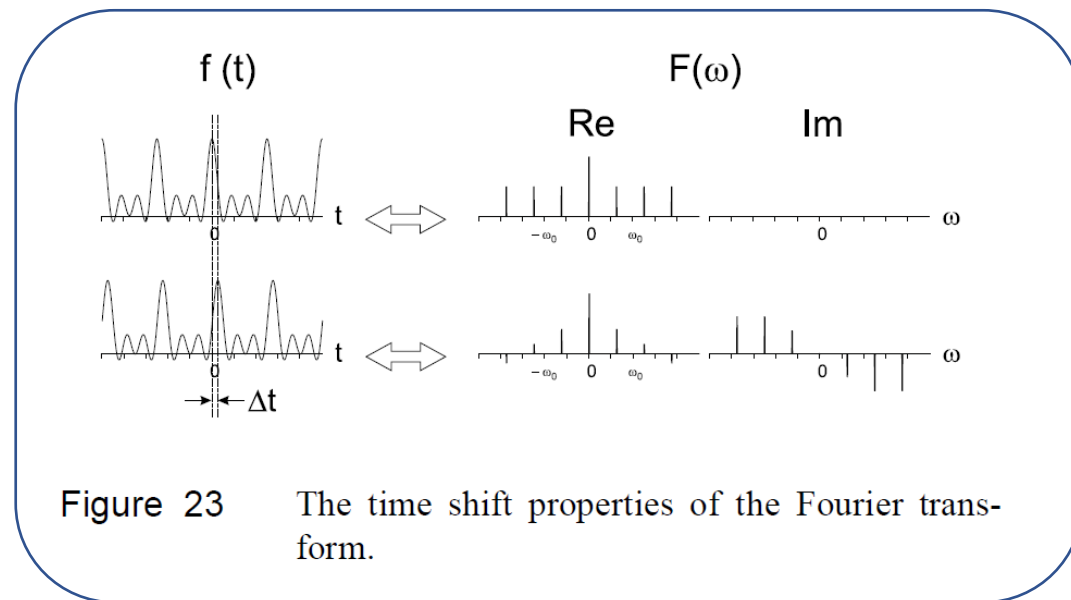 f (t) F(ω)
Re Im
t
0
− ω₀ 0 ω₀
0
ω
t
0
− ω₀ 0 ω₀
0
ω
Δt
Figure 23 The time shift properties of the Fourier trans-
form.